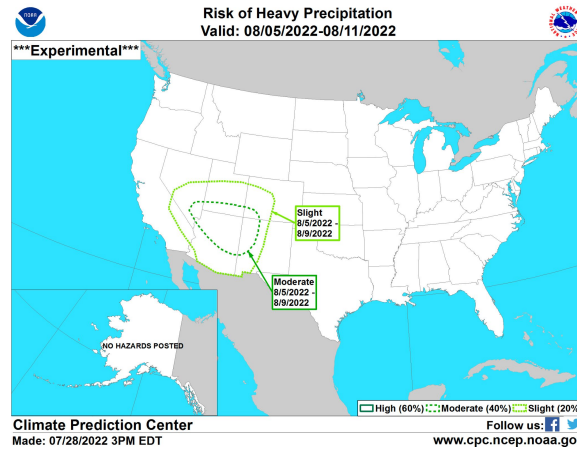 Risk of Heavy Precipitation
Valid: 08/05/2022-08/11/2022
NOAA
***Experimental***
Slight
8/5/2022 -
8/9/2022
Moderate
8/5/2022 -
8/9/2022
NO HAZARDS POSTED
High (60%) Moderate (40%) Slight (20%
Climate Prediction Center
Follow us:
Made: 07/28/2022 3PM EDT
www.cpc.ncep.noaa.go